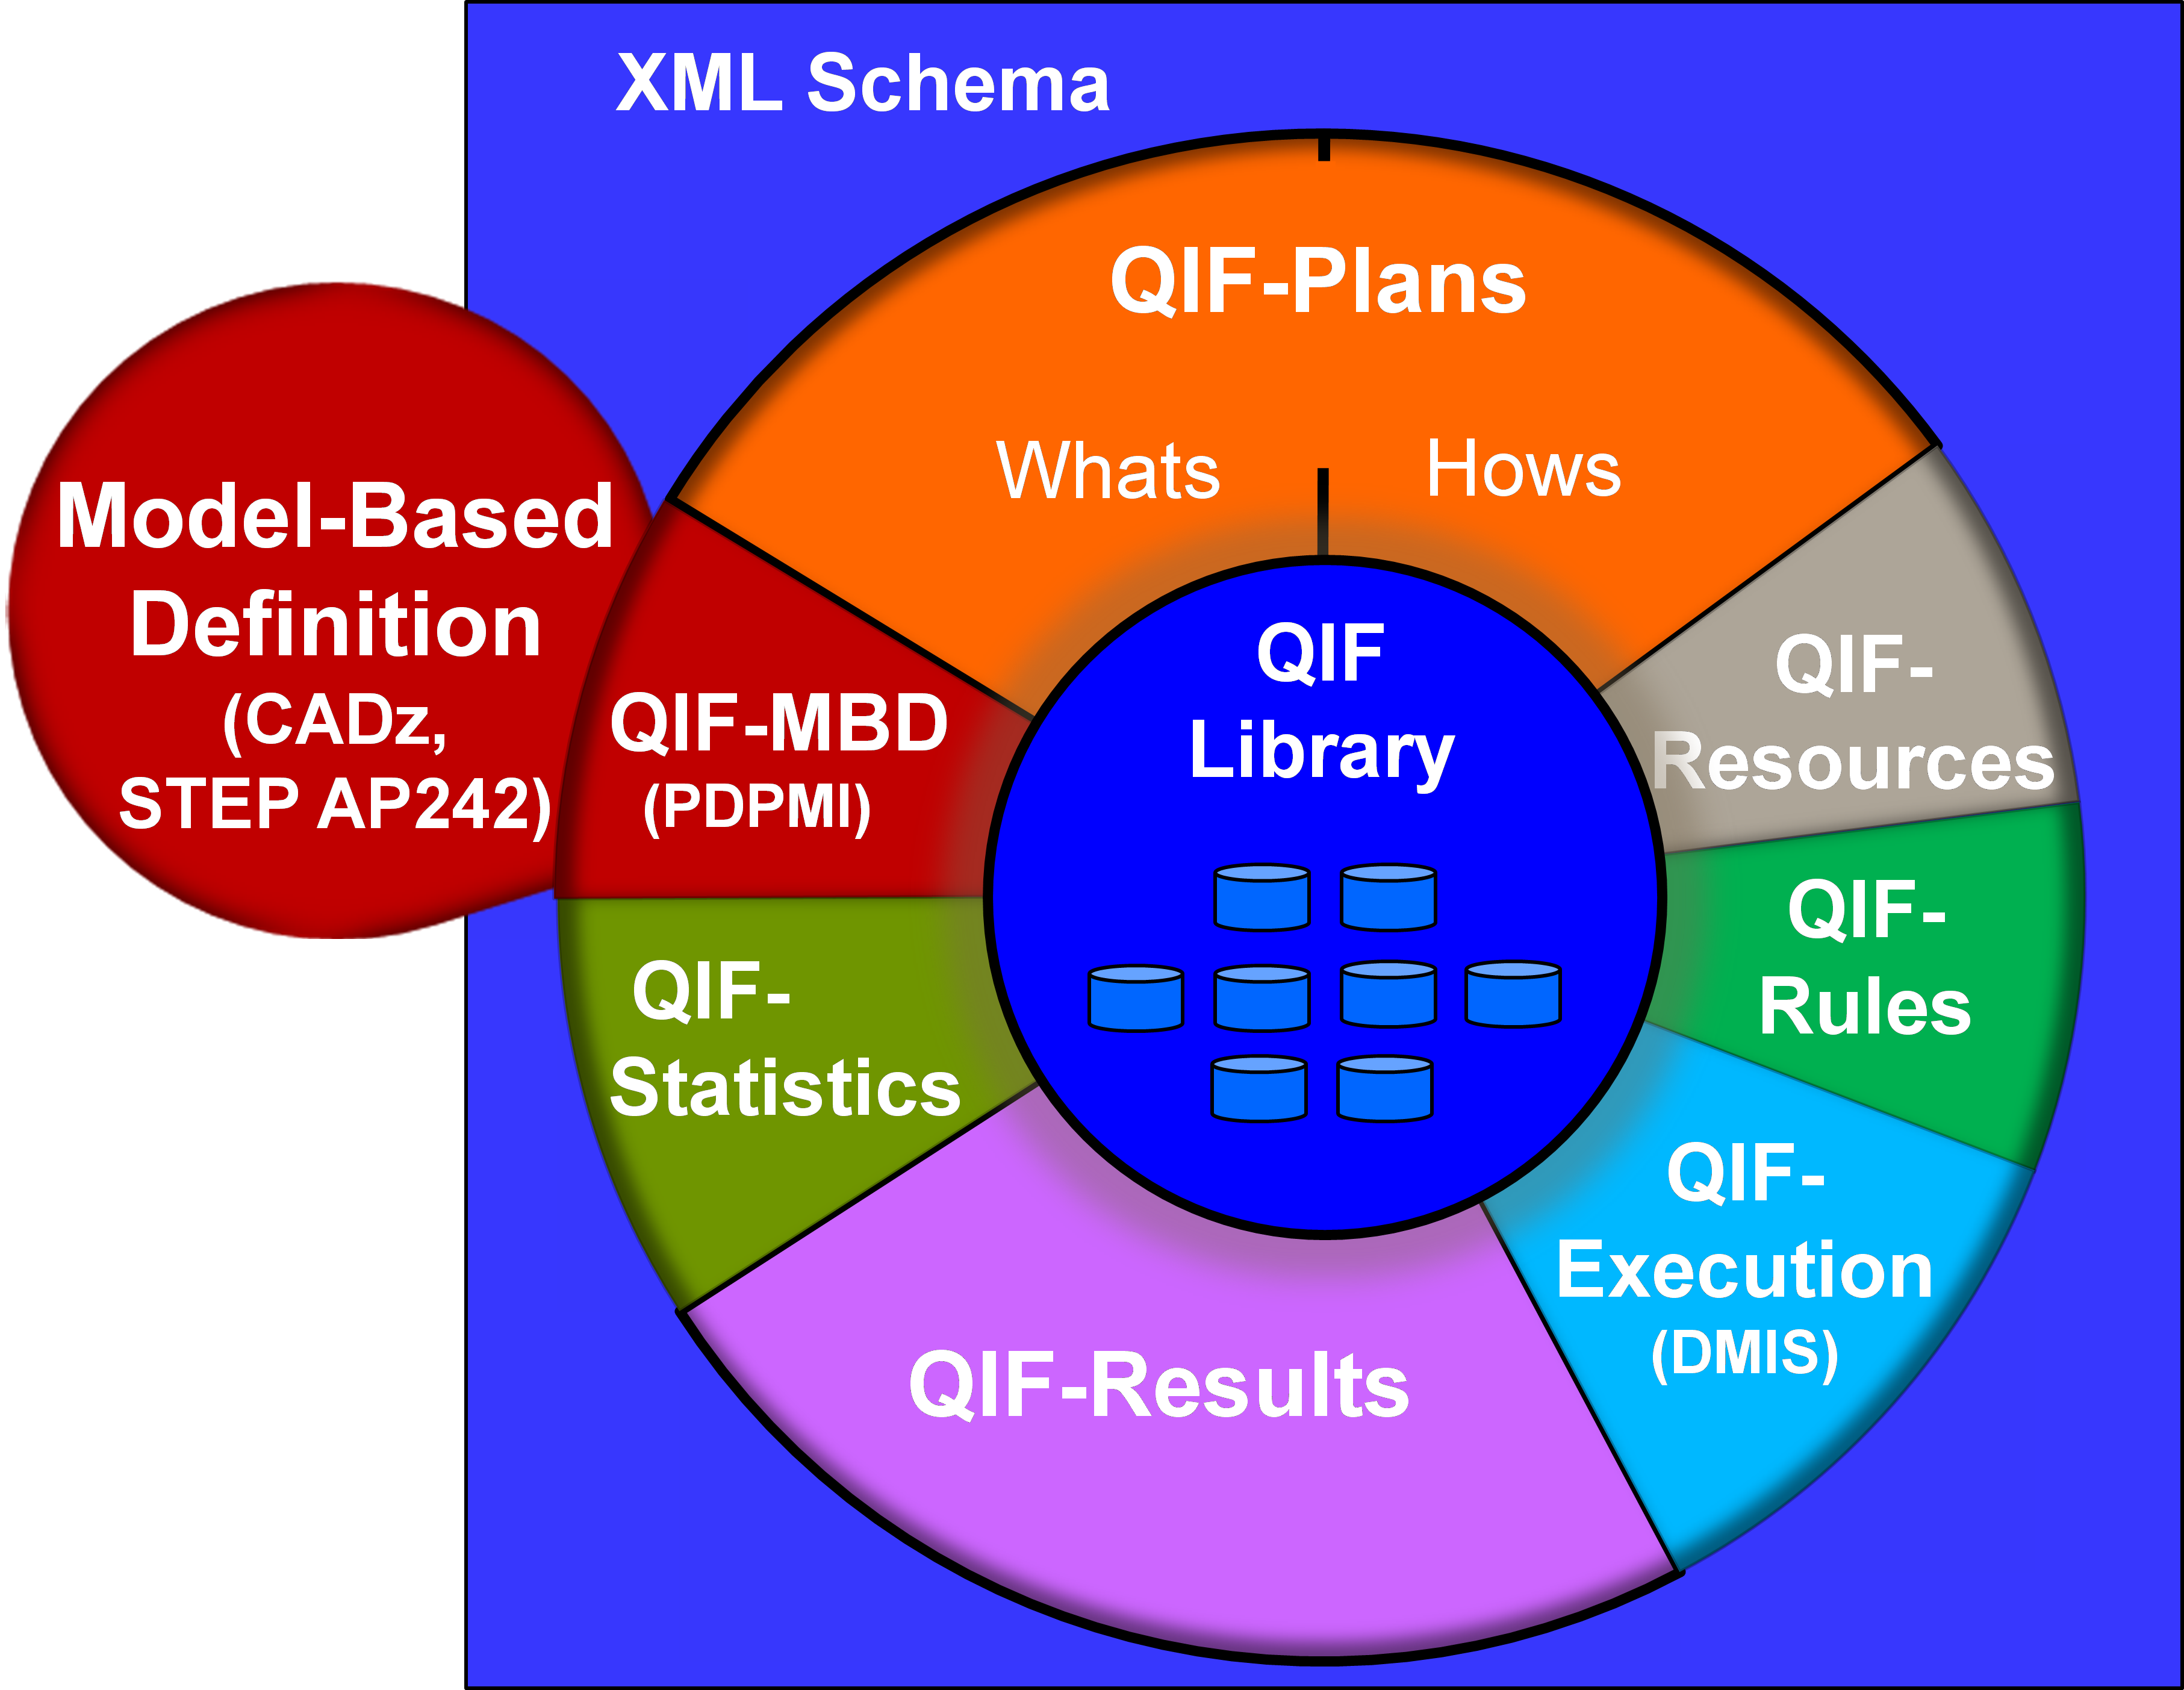 XML Schema
QIF-Plans
Whats
Hows
Model-Based
Definition
(CADz,
STEP AP242)
QIF-MBD
(PDPMI)
QIF
Library
QIF-
Resources
QIF-
Rules
QIF-
Statistics
QIF-
Execution
(DMIS)
QIF-Results